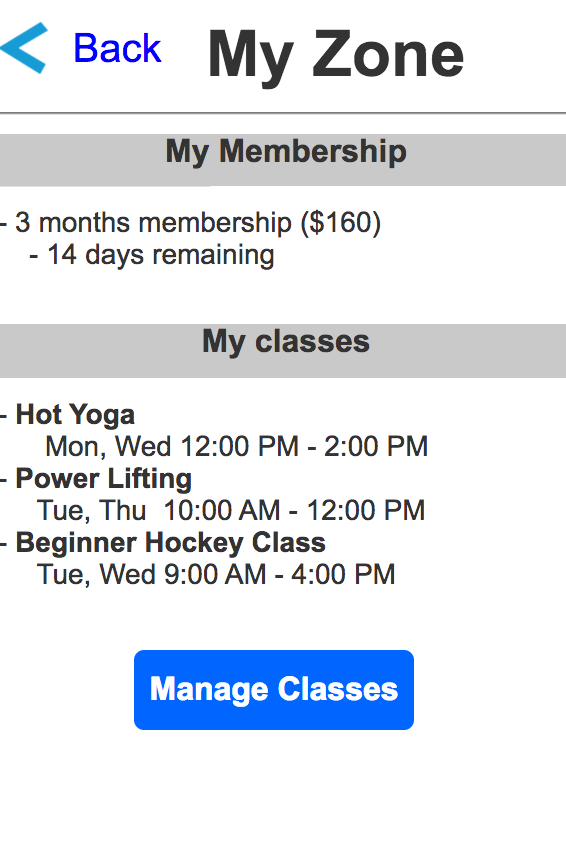 Back My Zone
My Membership
- 3 months membership ($160)
- 14 days remaining
My classes
- Hot Yoga
Mon, Wed 12:00 PM - 2:00 PM
- Power Lifting
Tue, Thu  10:00 AM - 12:00 PM
- Beginner Hockey Class
Tue, Wed 9:00 AM - 4:00 PM
Manage Classes